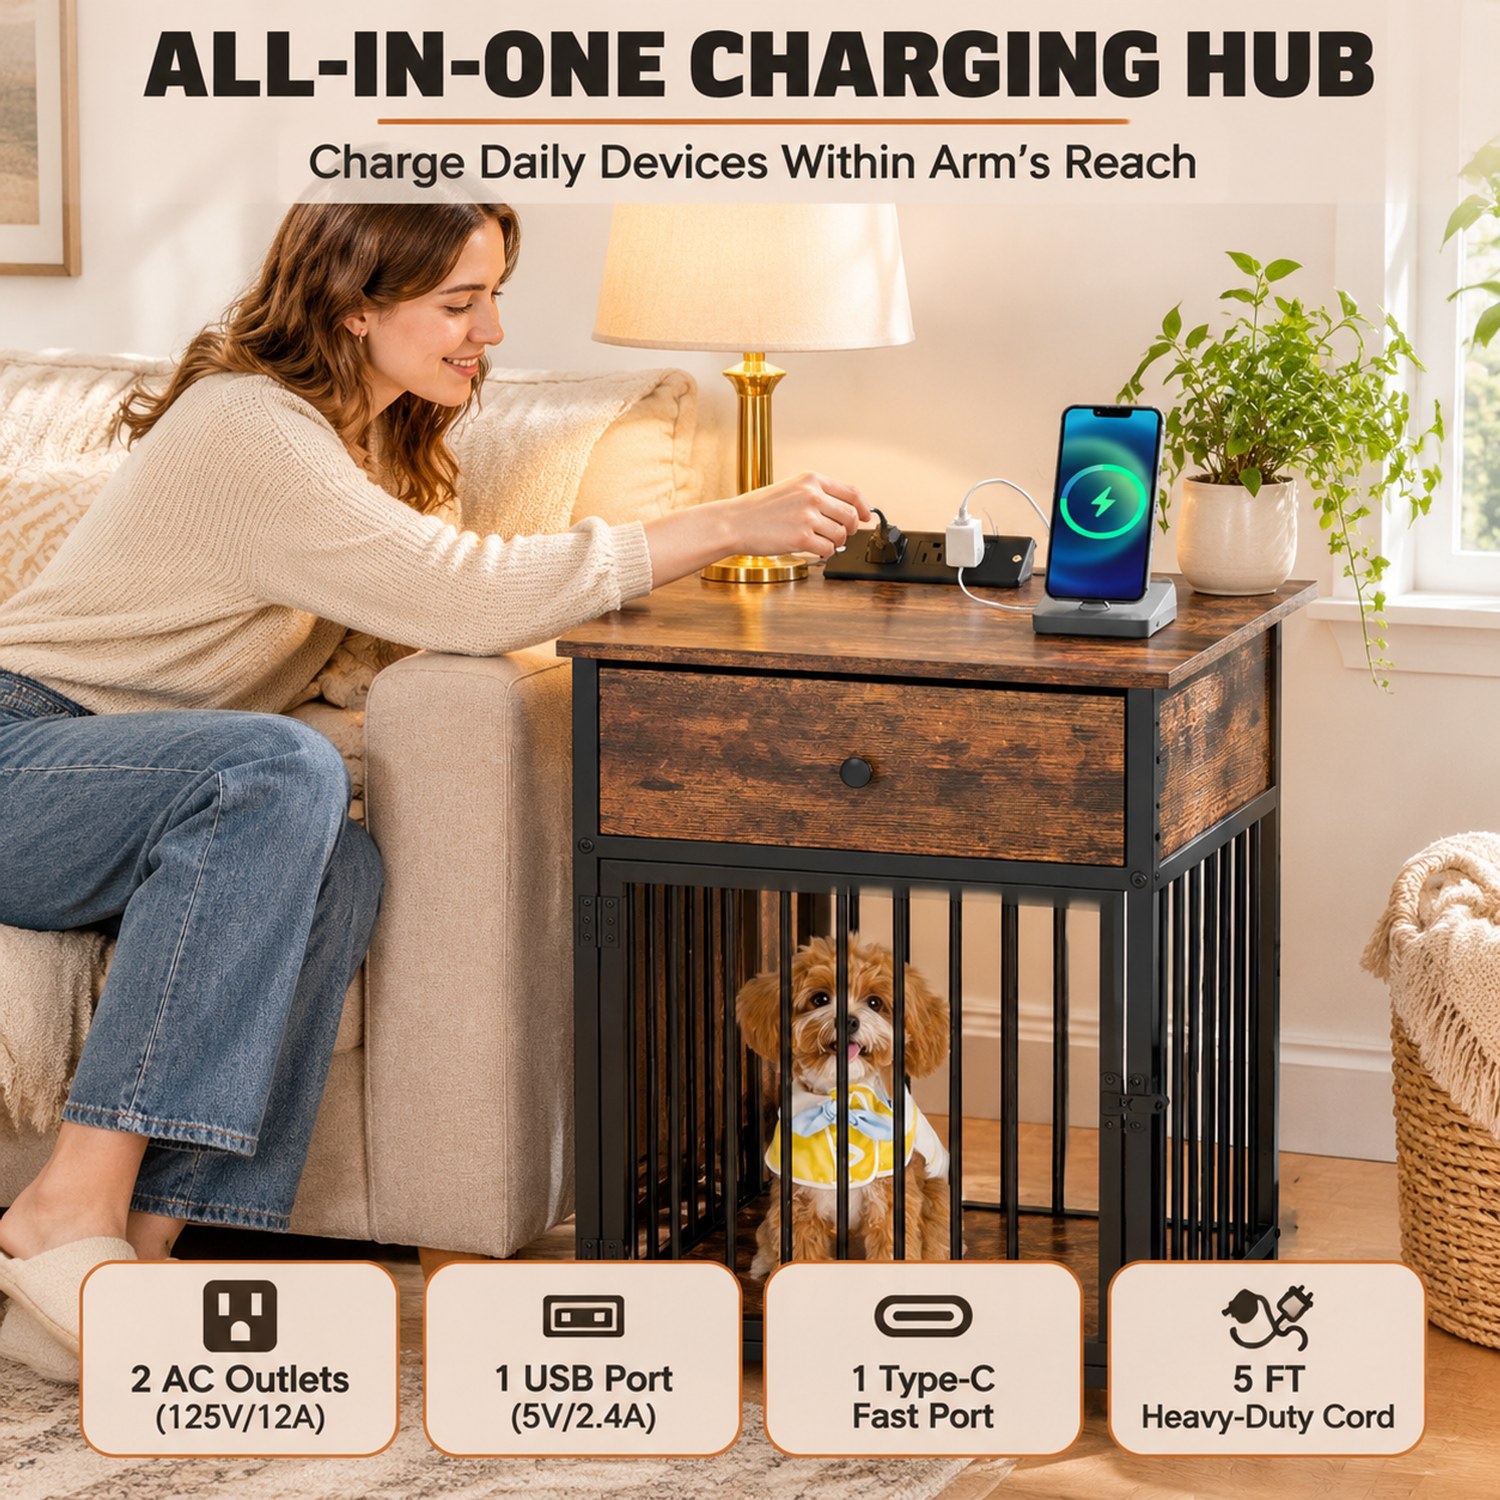 ALL-IN-ONE CHARGING HUB
Charge Daily Devices Within Arm's Reach
2 AC Outlets
(125V/12A)
1 USB Port
(5V/2.4A)
1 Type-C
Fast Port
5 FT
Heavy-Duty Cord